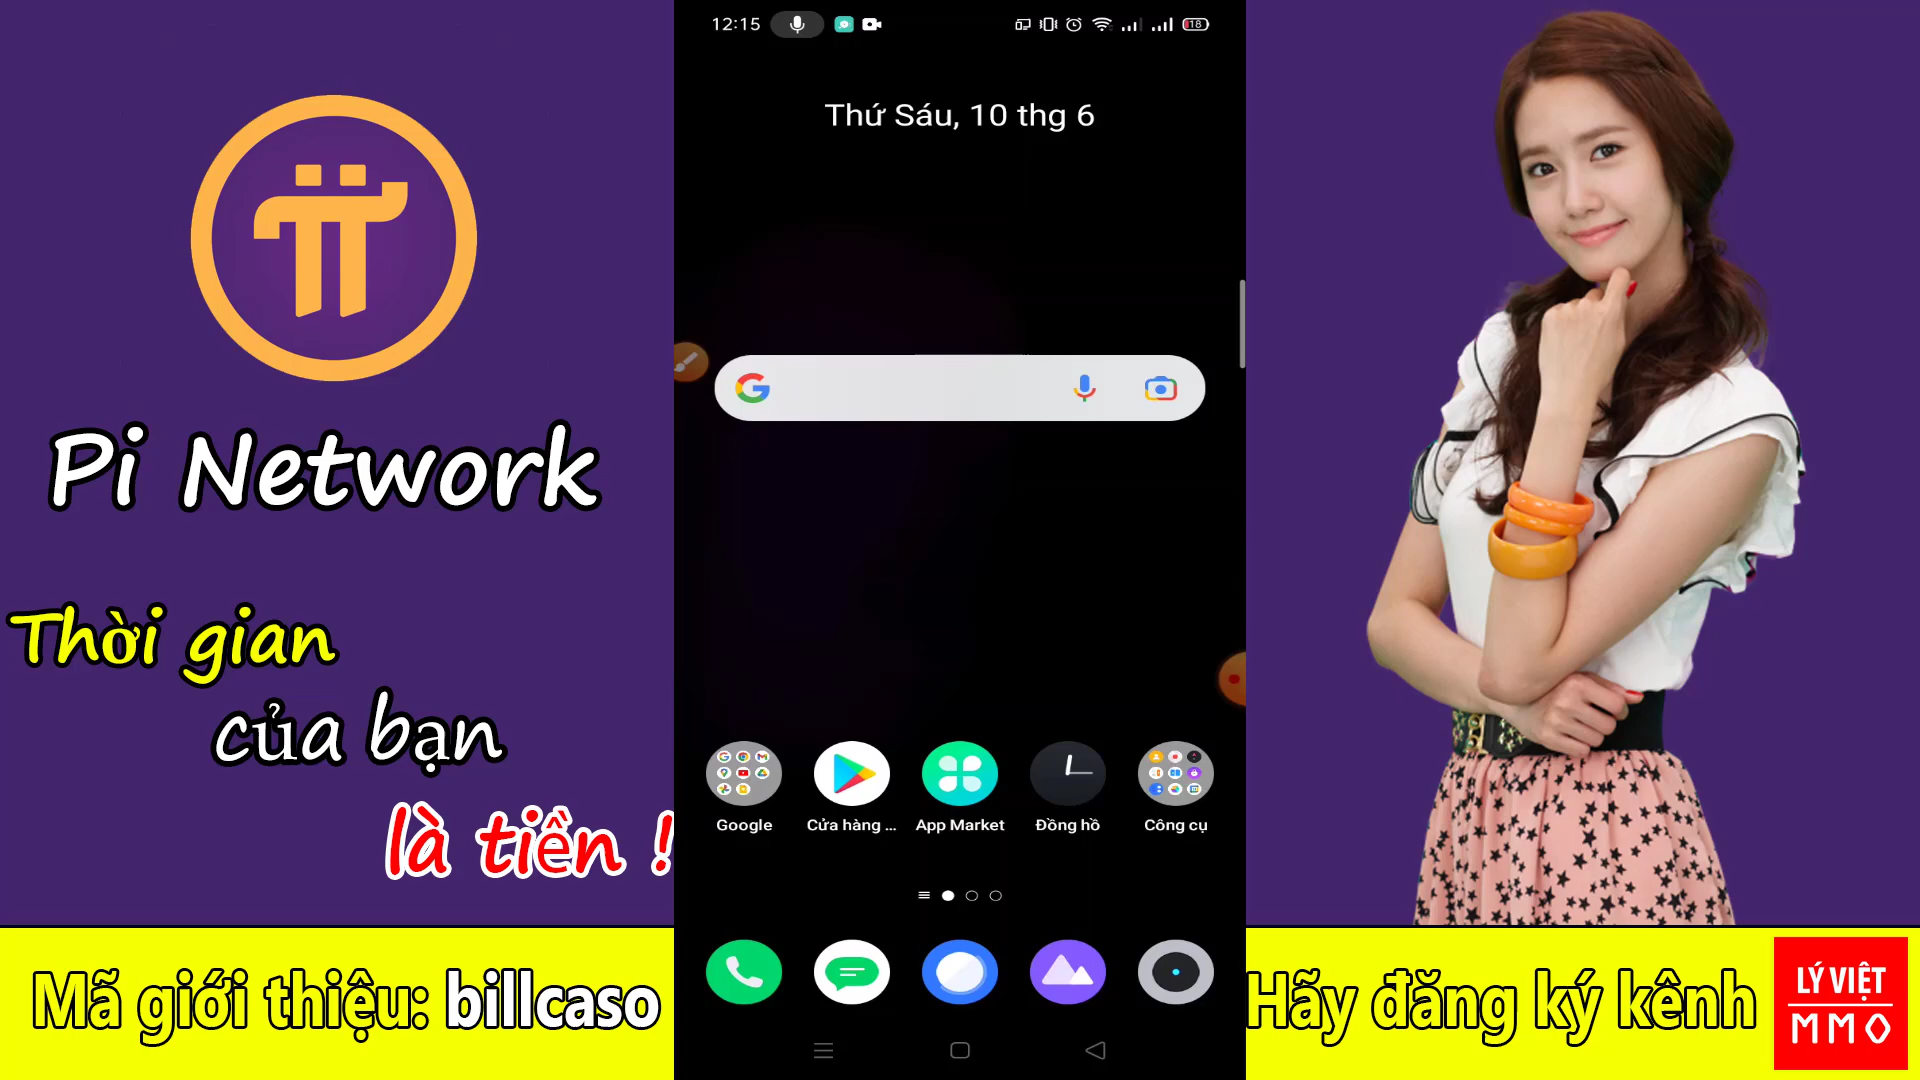 12:15
18
Thứ Sáu, 10 thg 6
Pi Network
Thời gian
của bạn
là tiền !
Google
Cửa hàng ...
App Market
Đồng hồ
Công cụ
Mã giới thiệu: billcaso
Hãy đăng ký kênh
LÝ VIỆT
MMO